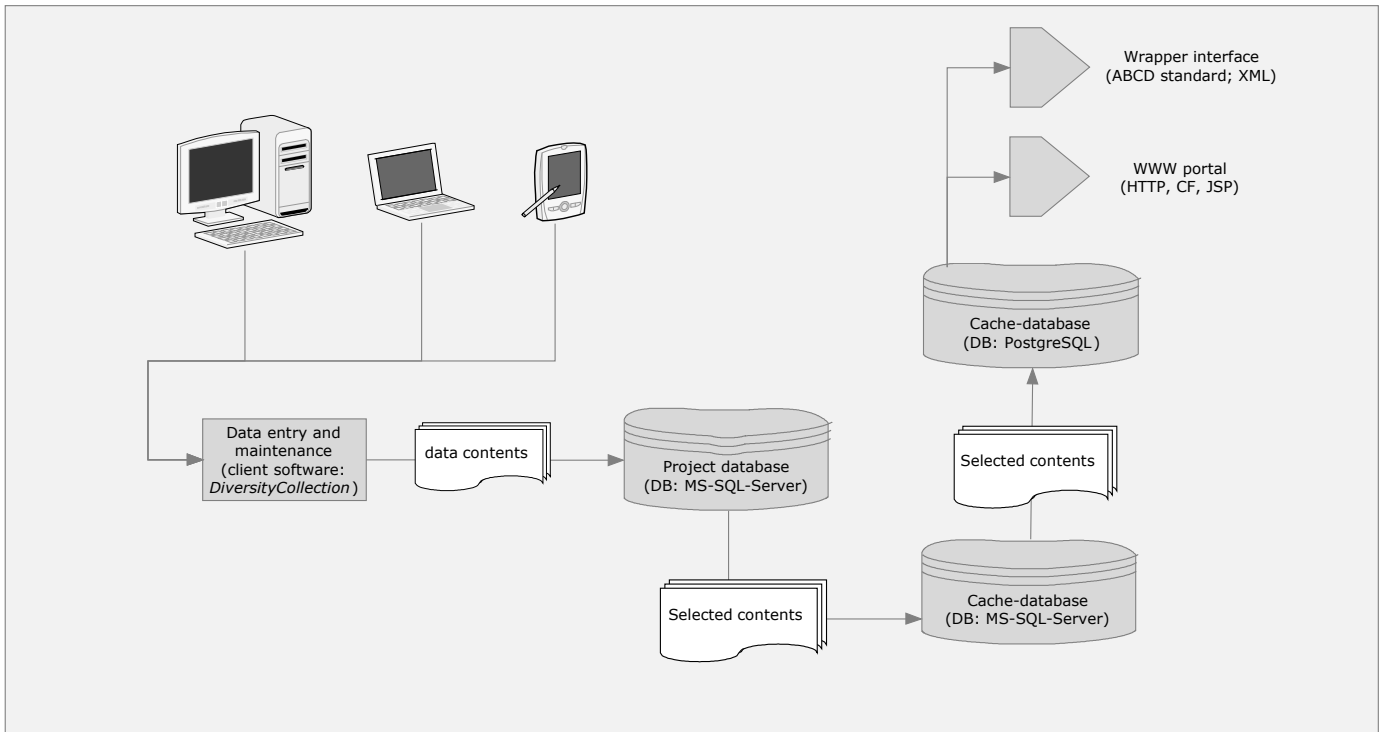 Wrapper interface
(ABCD standard; XML)
WWW portal
(HTTP, CF, JSP)
Cache-database
(DB: PostgreSQL)
Data entry and
maintenance
(client software:
DiversityCollection)
data contents
Project database
(DB: MS-SQL-Server)
Selected contents
Selected contents
Cache-database
(DB: MS-SQL-Server)